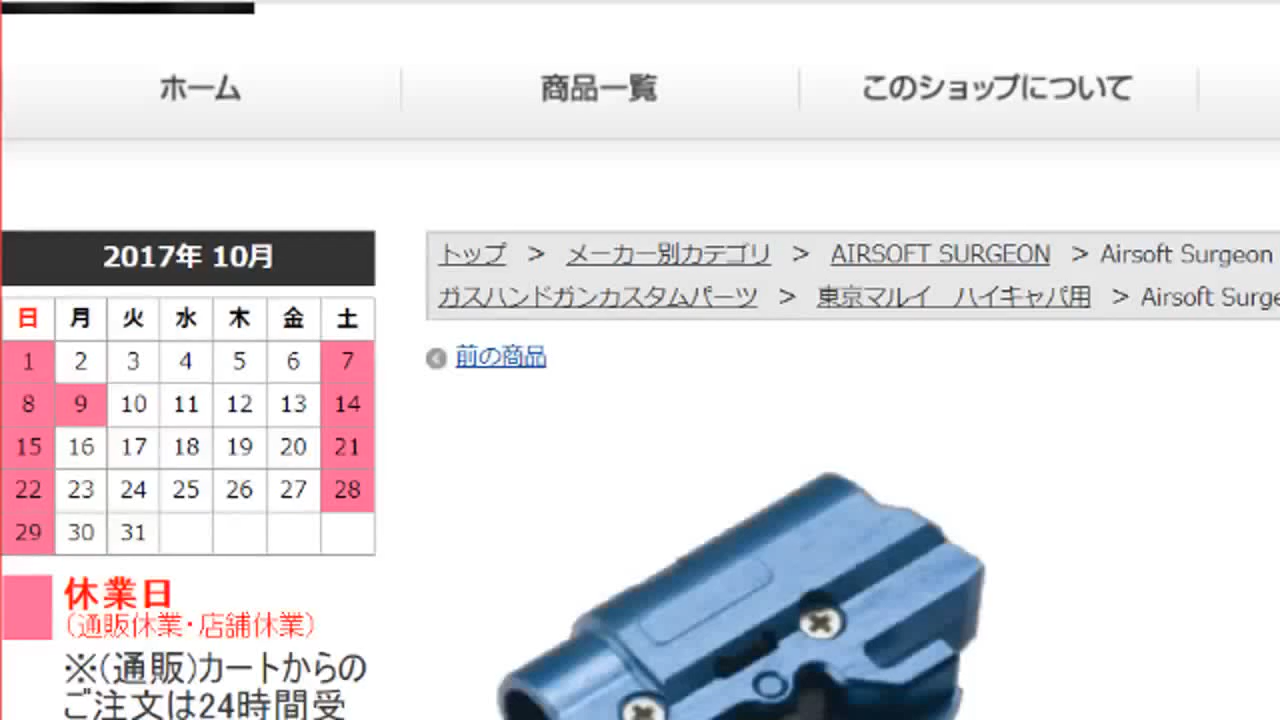 ホーム 商品一覧 このショップについて
2017年 10月
日 月 火 水 木 金 土
1 2 3 4 5 6 7
8 9 10 11 12 13 14
15 16 17 18 19 20 21
22 23 24 25 26 27 28
29 30 31
休業日
（通販休業・店舗休業）
※(通販)カートからの
ご注文は24時間受
トップ > メーカー別カテゴリ > AIRSOFT SURGEON > Airsoft Surgeon
ガスハンドガンカスタムパーツ > 東京マルイ　ハイキャパ用 > Airsoft Surge
前の商品